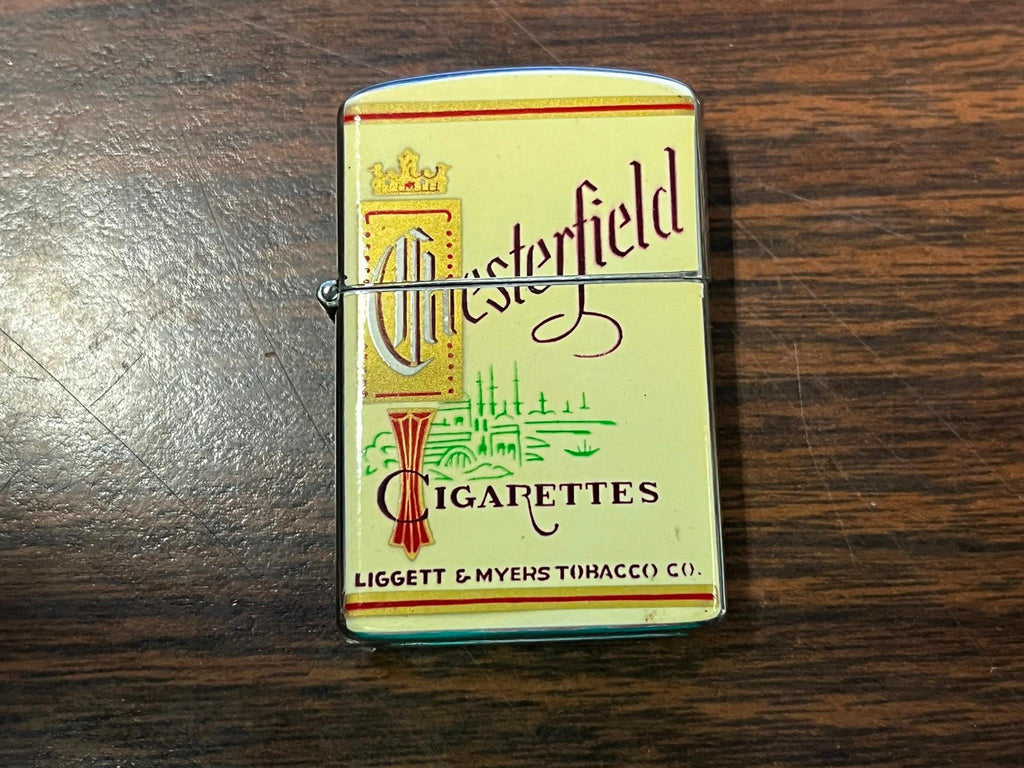 Chesterfield
CIGARETTES
LIGGETT & MYERS TOBACCO CO.